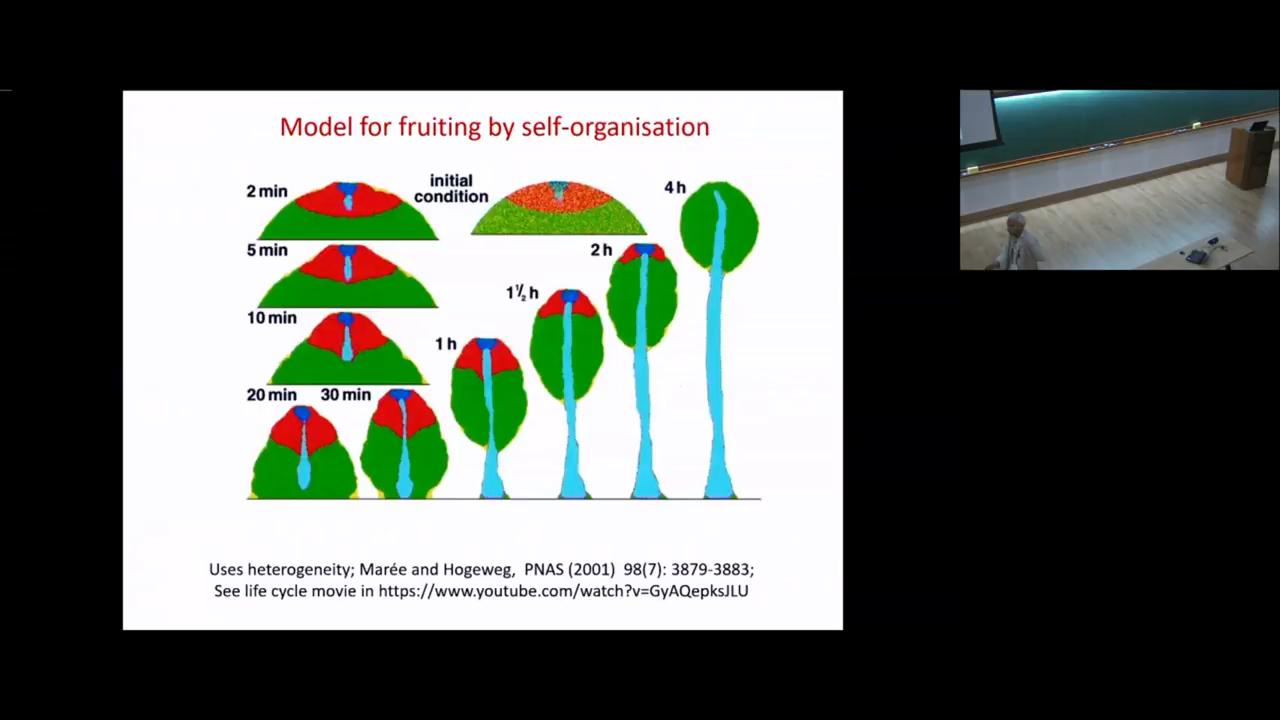 Model for fruiting by self-organisation
2 min
initial
condition
4 h
5 min
2 h
1½ h
10 min
1 h
20 min
30 min
Uses heterogeneity; Marée and Hogeweg, PNAS (2001) 98(7): 3879-3883;
See life cycle movie in https://www.youtube.com/watch?v=GyAQepksJLU